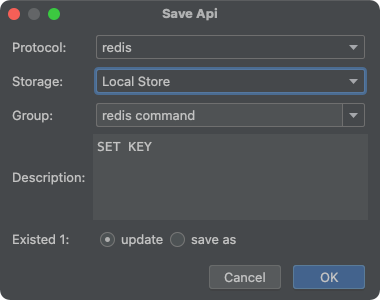 Save Api
Protocol: redis
Storage: Local Store
Group: redis command
SET KEY
Description:
Existed 1: update save as
Cancel OK